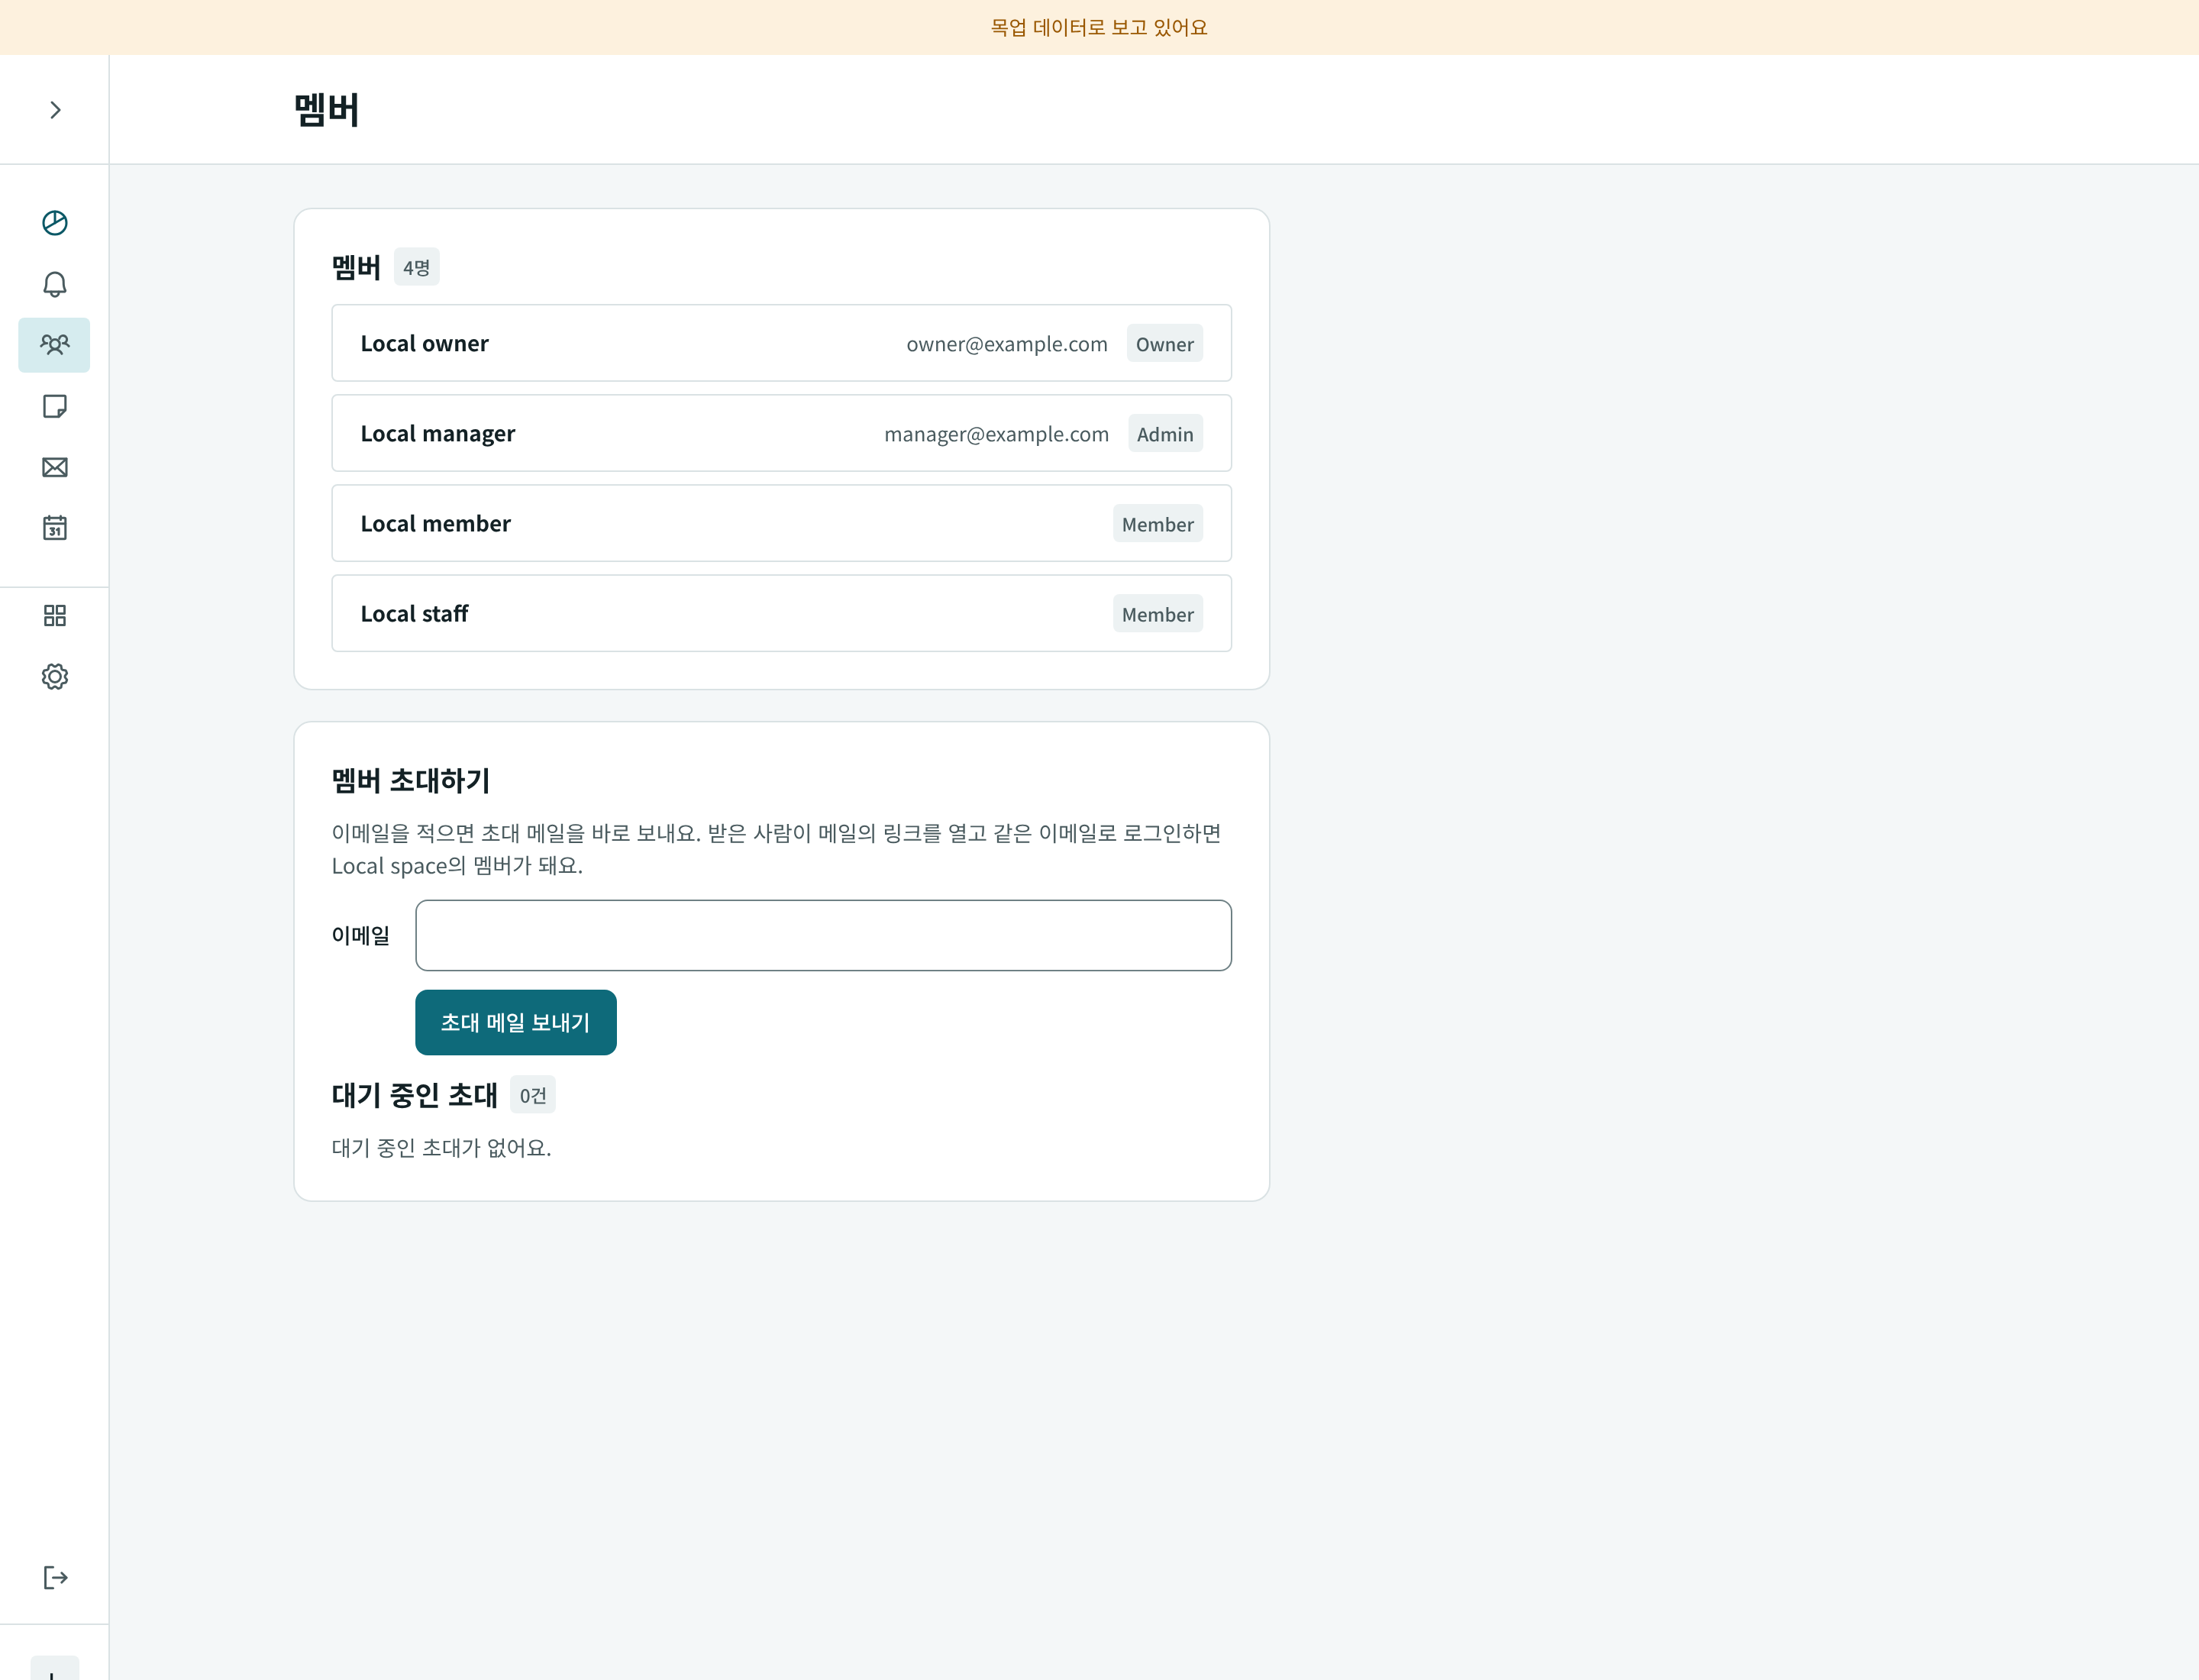 목업 데이터로 보고 있어요
멤버
멤버 4명
Local owner owner@example.com Owner
Local manager manager@example.com Admin
Local member Member
Local staff Member
멤버 초대하기
이메일을 적으면 초대 메일을 바로 보내요. 받은 사람이 메일의 링크를 열고 같은 이메일로 로그인하면
Local space의 멤버가 돼요.
이메일
초대 메일 보내기
대기 중인 초대 0건
대기 중인 초대가 없어요.
31